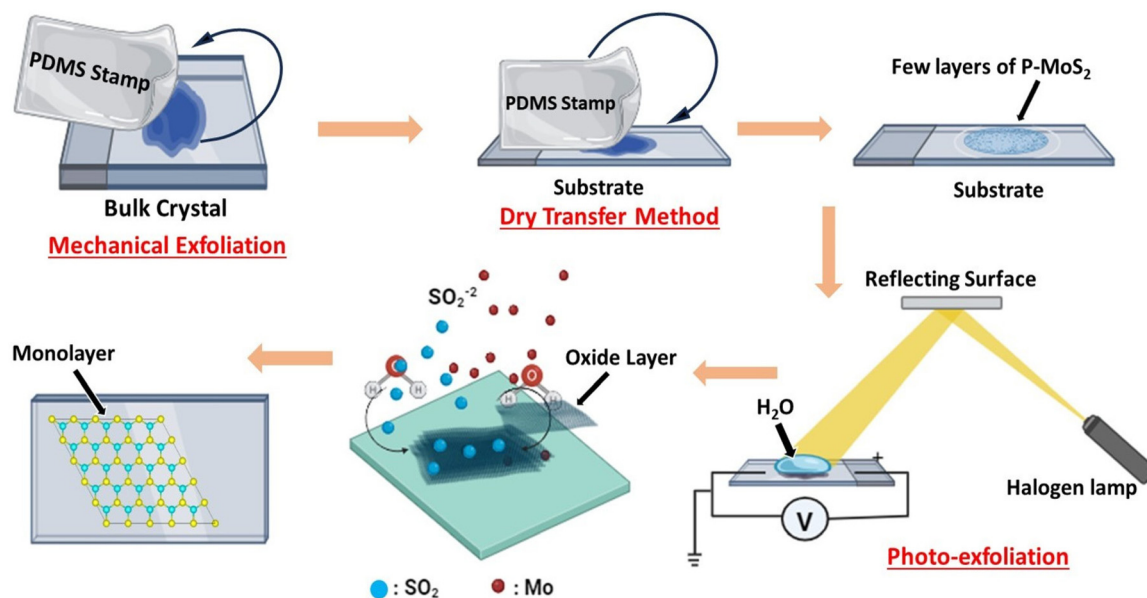 PDMS Stamp
Bulk Crystal
Mechanical Exfoliation
PDMS Stamp
Substrate
Dry Transfer Method
Few layers of P-MoS₂
Substrate
Reflecting Surface
H₂O
+
V
Halogen lamp
Photo-exfoliation
SO₂⁻²
Oxide Layer
O
H H
O
H H
: SO₂ : Mo
Monolayer